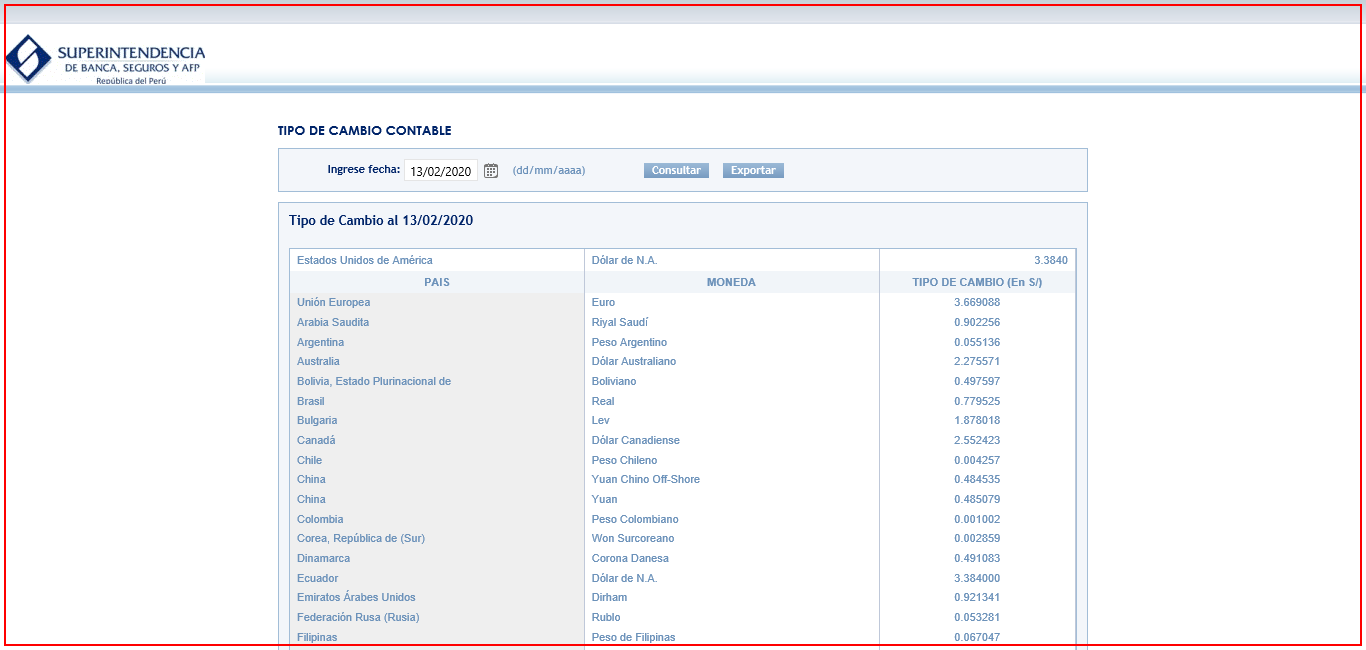 SUPERINTENDENCIA
DE BANCA, SEGUROS Y AFP
República del Perú
TIPO DE CAMBIO CONTABLE
Ingrese fecha: 13/02/2020 (dd/mm/aaaa) Consultar Exportar
Tipo de Cambio al 13/02/2020
Estados Unidos de América Dólar de N.A. 3.3840
PAIS MONEDA TIPO DE CAMBIO (En S/)
Unión Europea Euro 3.669088
Arabia Saudita Riyal Saudí 0.902256
Argentina Peso Argentino 0.055136
Australia Dólar Australiano 2.275571
Bolivia, Estado Plurinacional de Boliviano 0.497597
Brasil Real 0.779525
Bulgaria Lev 1.878018
Canadá Dólar Canadiense 2.552423
Chile Peso Chileno 0.004257
China Yuan Chino Off-Shore 0.484535
China Yuan 0.485079
Colombia Peso Colombiano 0.001002
Corea, República de (Sur) Won Surcoreano 0.002859
Dinamarca Corona Danesa 0.491083
Ecuador Dólar de N.A. 3.384000
Emiratos Árabes Unidos Dirham 0.921341
Federación Rusa (Rusia) Rublo 0.053281
Filipinas Peso de Filipinas 0.067047